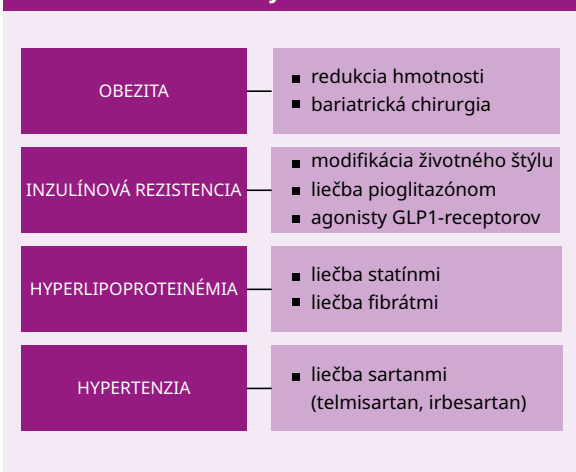 OBEZITA
▪ redukcia hmotnosti
▪ bariatrická chirurgia
INZULÍNOVÁ REZISTENCIA
▪ modifikácia životného štýlu
▪ liečba pioglitazónom
▪ agonisty GLP1-receptorov
HYPERLIPOPROTEINÉMIA
▪ liečba statínmi
▪ liečba fibrátmi
HYPERTENZIA
▪ liečba sartanmi
(telmisartan, irbesartan)